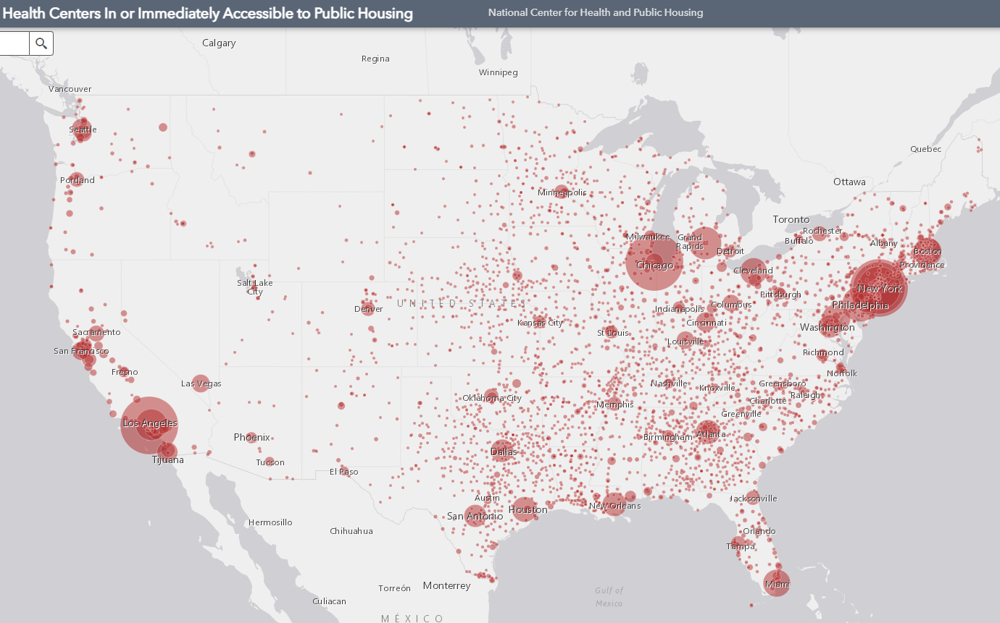 Health Centers In or Immediately Accessible to Public Housing
National Center for Health and Public Housing
Calgary
Regina
Winnipeg
Vancouver
Seattle
Quebec
Portland
Ottawa
Minneapolis
Toronto
Rochester
Milwaukee
Grand
Rapids
Buffalo
Albany
Detroit
Boston
Chicago
Cleveland
Providence
Salt Lake
City
New York
Pittsburgh
UNITED STATES
Denver
Indianapolis
Columbus
Philadelphia
Kansas City
Cincinnati
Washington
Sacramento
St Louis
Louisville
San Francisco
Richmond
Fresno
Norfolk
Las Vegas
Nashville
Knoxville
Greensboro
Raleigh
Oklahoma City
Memphis
Charlotte
Greenville
Los Angeles
Phoenix
Birmingham
Atlanta
Dallas
Tijuana
Tucson
El Paso
Austin
Jacksonville
New Orleans
Houston
San Antonio
Hermosillo
Chihuahua
Orlando
Tampa
Miami
Monterrey
Torreón
Gulf of
Mexico
Culiacan
MÉXICO